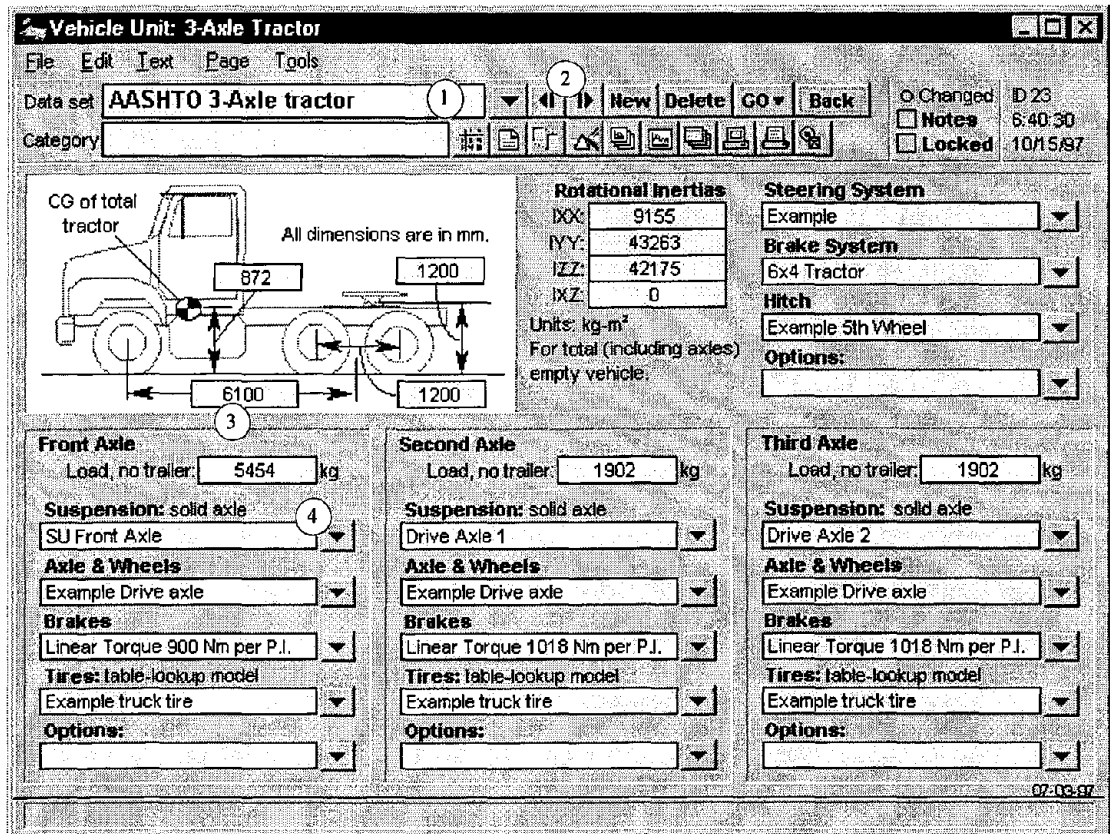 Vehicle Unit: 3-Axle Tractor
File Edit Text Page Tools
Data set AASHTO 3-Axle tractor 1 2 New Delete GO Back
Changed ID 23
Notes 6:40:30
Category
Locked 10/15/97
CG of total
tractor
All dimensions are in mm.
872
1200
6100
1200
3
Rotational Inertias
IXX: 9155
IYY: 43263
IZZ: 42175
IXZ: 0
Units: kg-m²
For total (including axles)
empty vehicle.
Steering System
Example
Brake System
6x4 Tractor
Hitch
Example 5th Wheel
Options:
Front Axle
Load, no trailer: 5454 kg
Suspension: solid axle 4
SU Front Axle
Axle & Wheels
Example Drive axle
Brakes
Linear Torque 900 Nm per P.I.
Tires: table-lookup model
Example truck tire
Options:
Second Axle
Load, no trailer: 1902 kg
Suspension: solid axle
Drive Axle 1
Axle & Wheels
Example Drive axle
Brakes
Linear Torque 1018 Nm per P.I.
Tires: table-lookup model
Example truck tire
Options:
Third Axle
Load, no trailer: 1902 kg
Suspension: solid axle
Drive Axle 2
Axle & Wheels
Example Drive axle
Brakes
Linear Torque 1018 Nm per P.I.
Tires: table-lookup model
Example truck tire
Options:
07-03-97